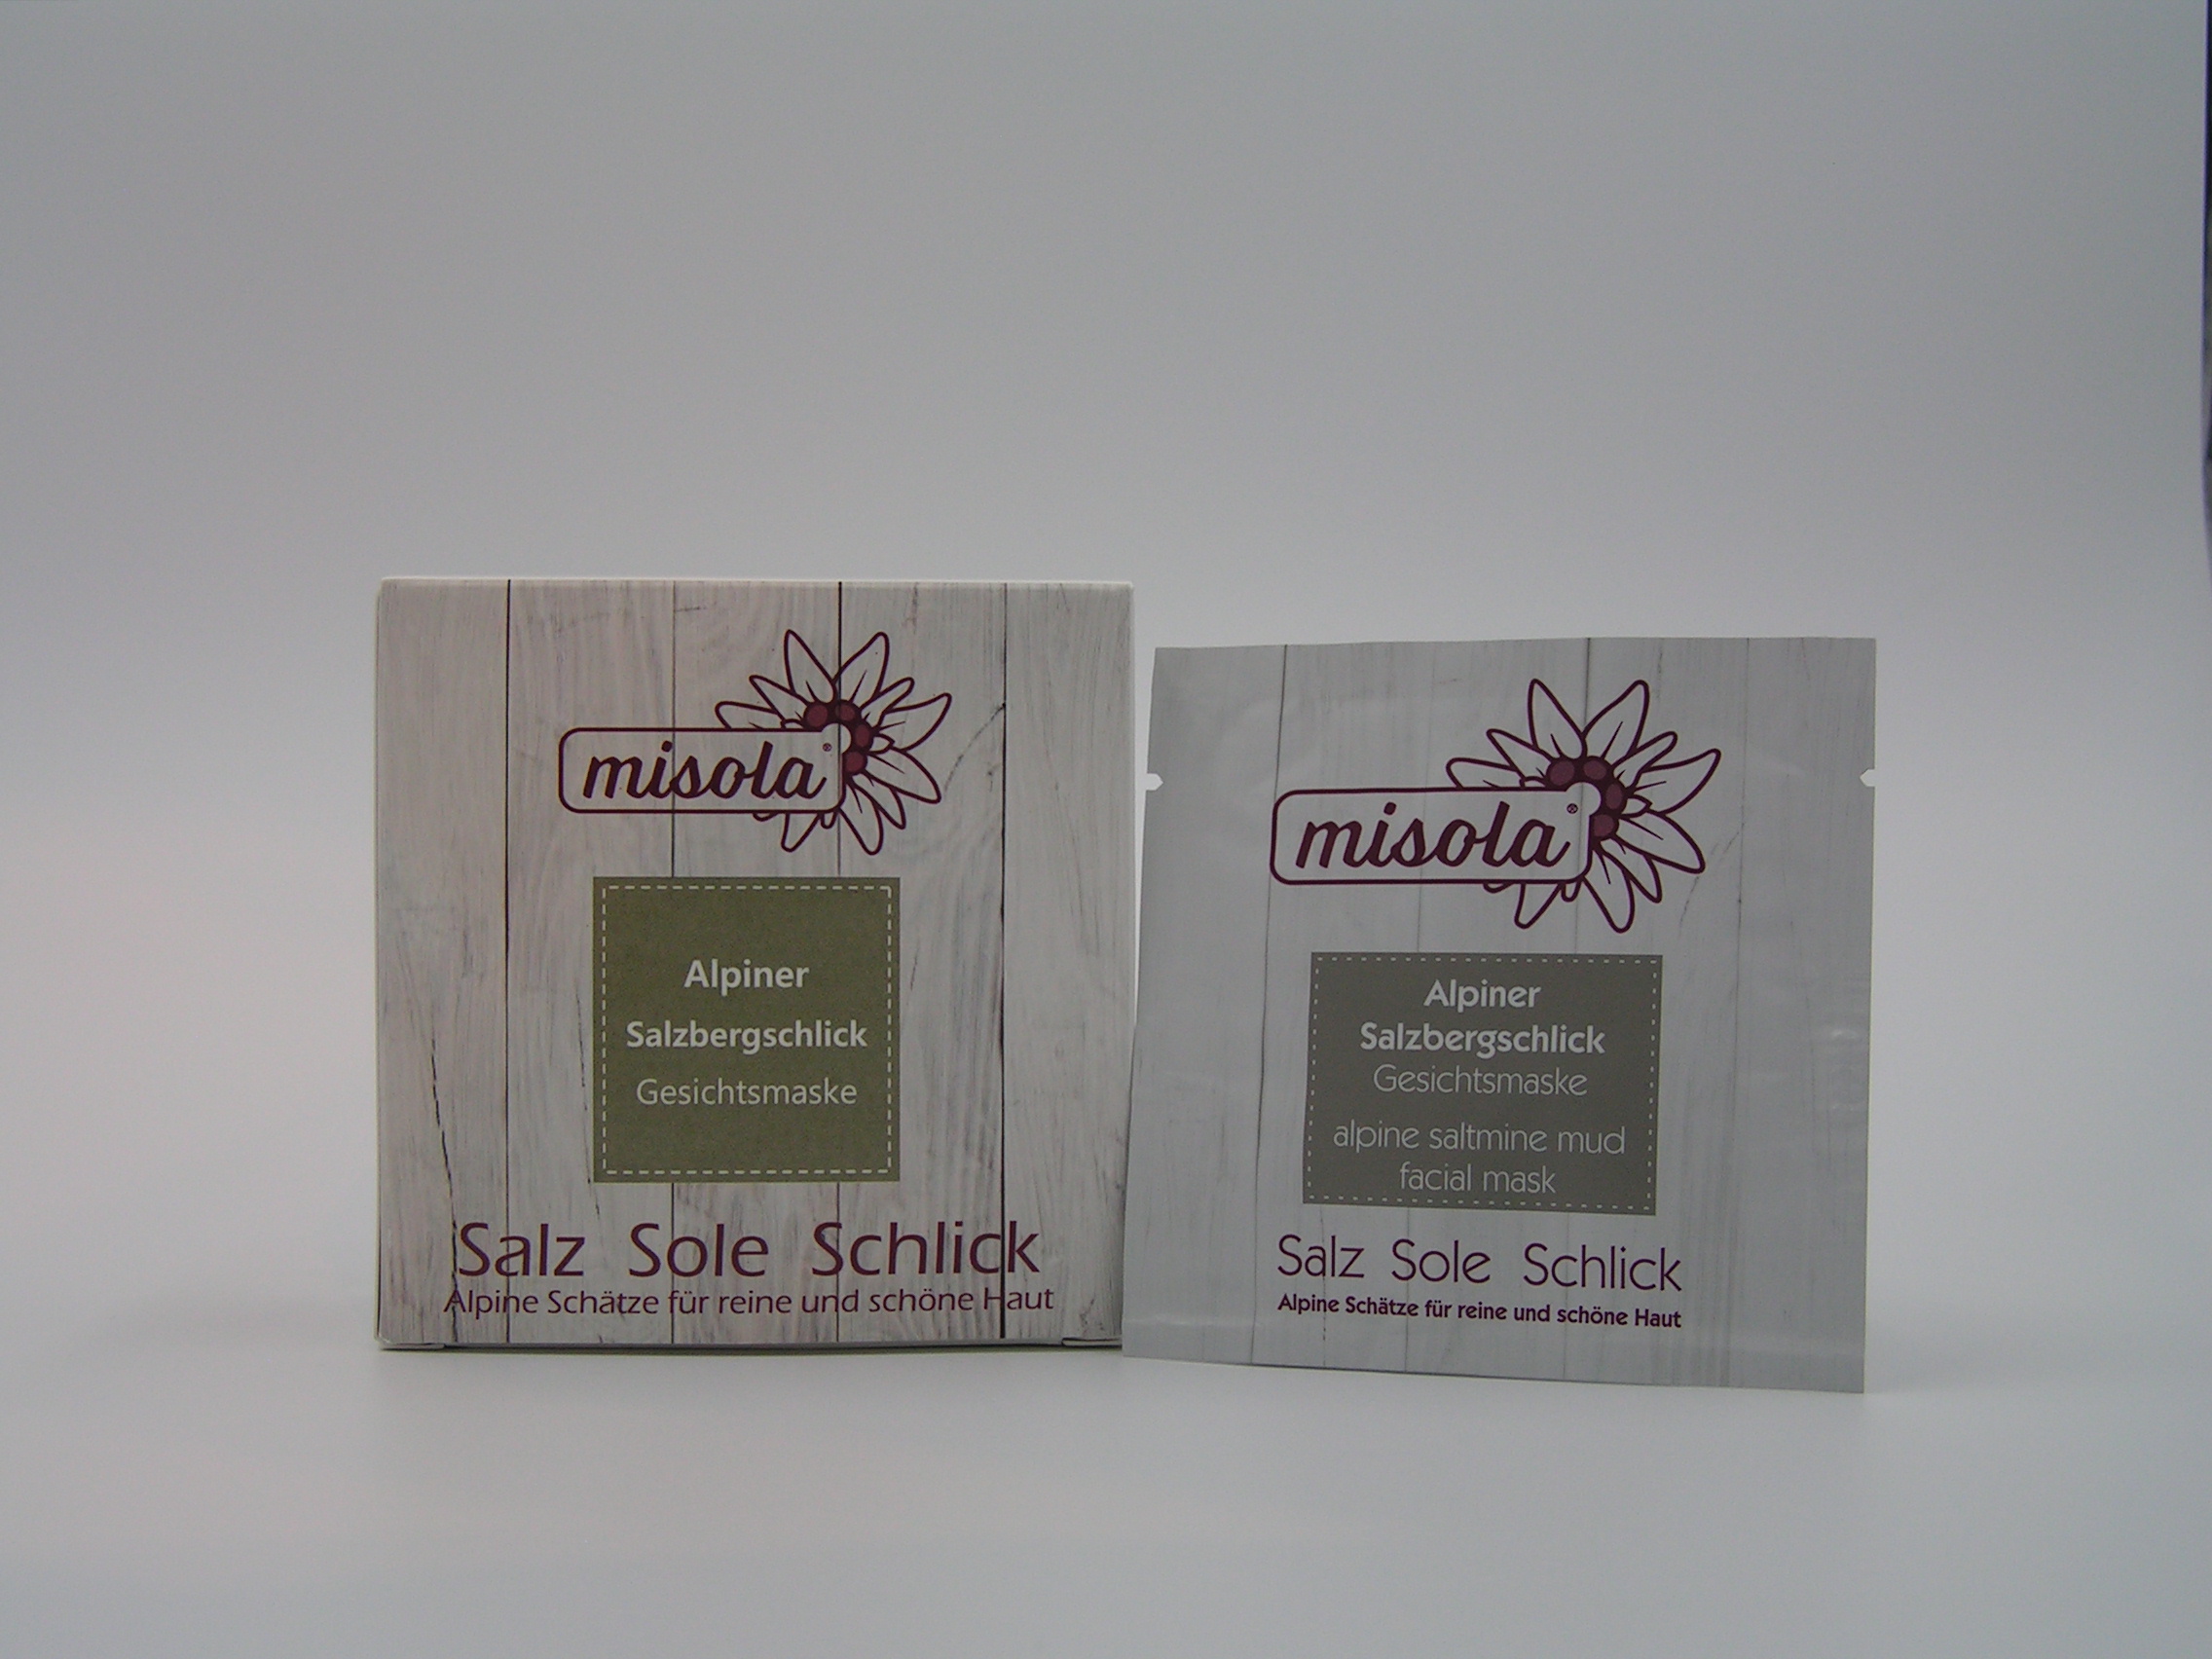 misola®
Alpiner
Salzbergschlick
Gesichtsmaske
Salz Sole Schlick
Alpine Schätze für reine und schöne Haut
misola®
Alpiner
Salzbergschlick
Gesichtsmaske
alpine saltmine mud
facial mask
Salz Sole Schlick
Alpine Schätze für reine und schöne Haut